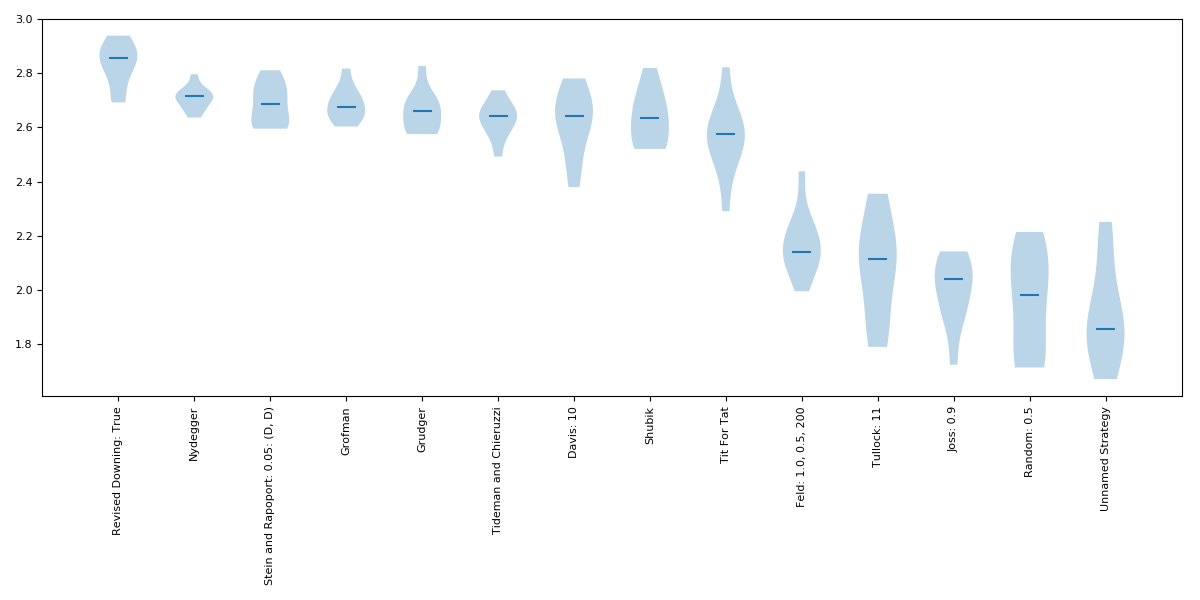 3.0
2.8
2.6
2.4
2.2
2.0
1.8
Revised Downing: True
Nydegger
Stein and Rapoport: 0.05: (D, D)
Grofman
Grudger
Tideman and Chieruzzi
Davis: 10
Shubik
Tit For Tat
Feld: 1.0, 0.5, 200
Tullock: 11
Joss: 0.9
Random: 0.5
Unnamed Strategy